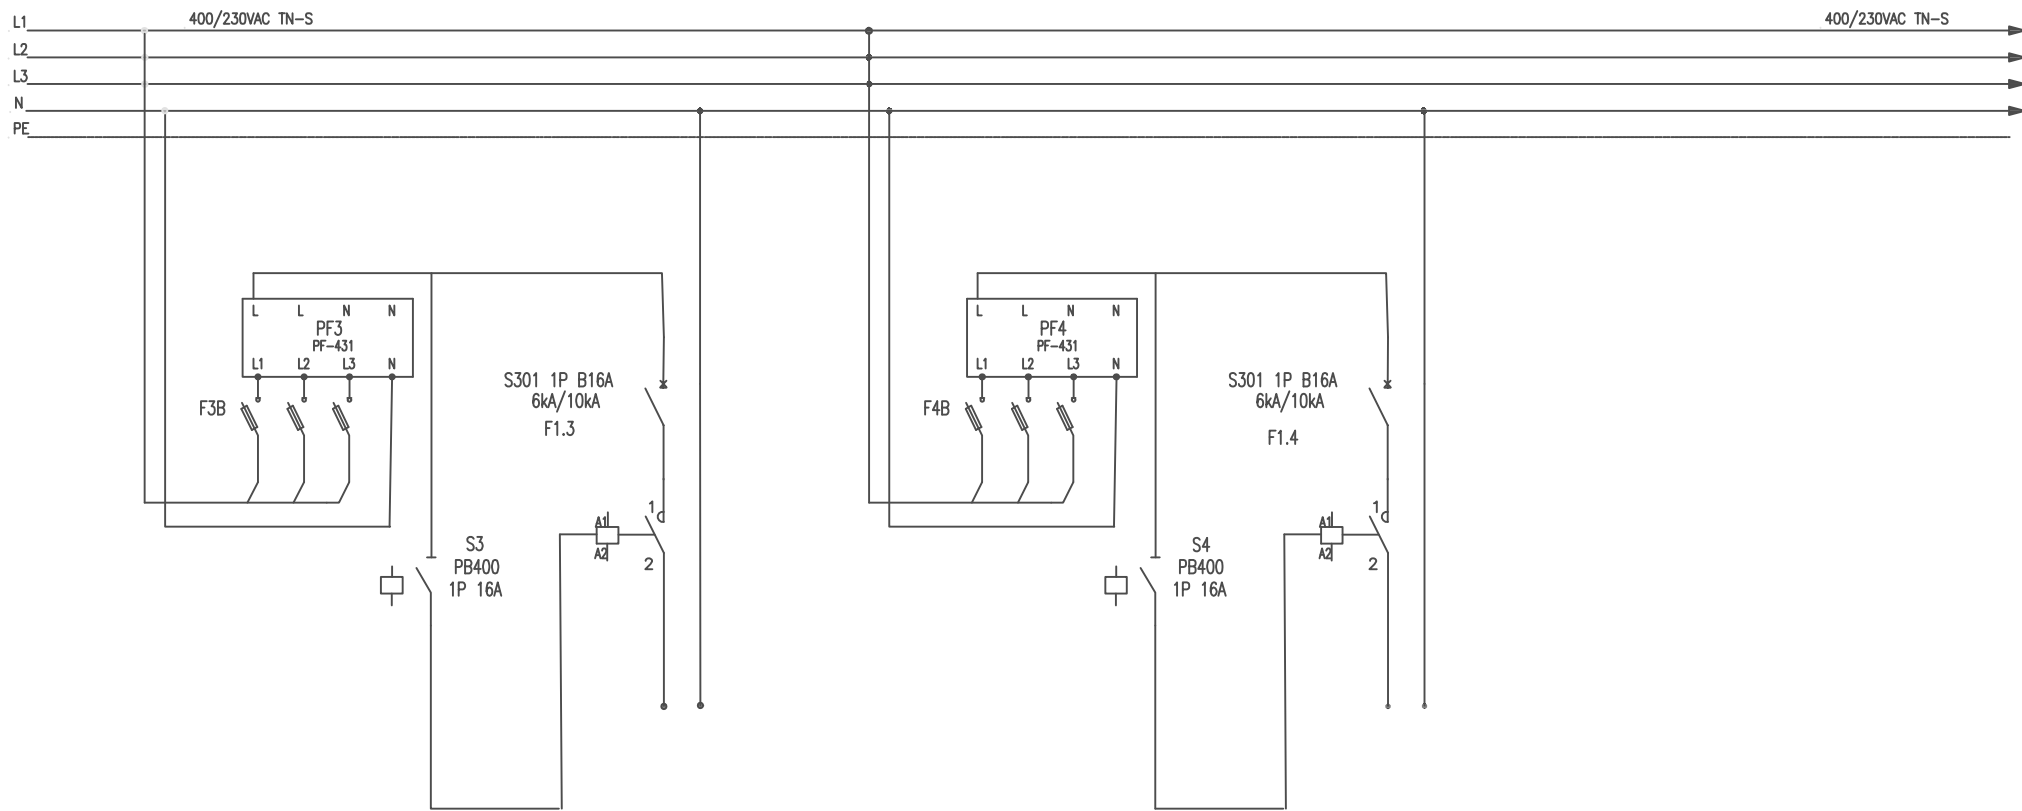 L1 400/230VAC TN-S 400/230VAC TN-S
L2
L3
N
PE
L L N N
PF3
PF-431
L1 L2 L3 N
F3B
S301 1P B16A
6kA/10kA
F1.3
1
A1
A2
2
S3
PB400
1P 16A
L L N N
PF4
PF-431
L1 L2 L3 N
F4B
S301 1P B16A
6kA/10kA
F1.4
1
A1
A2
2
S4
PB400
1P 16A